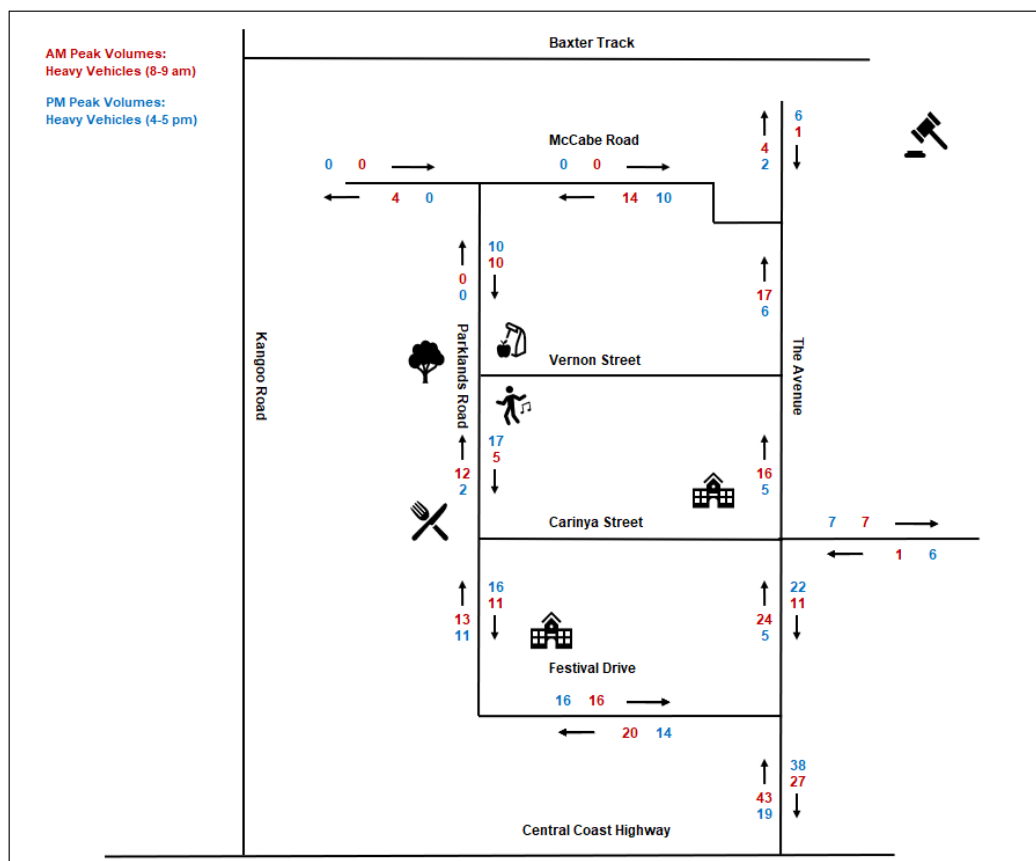 Baxter Track
AM Peak Volumes:
Heavy Vehicles (8-9 am)
PM Peak Volumes:
Heavy Vehicles (4-5 pm)
6
1
4
2
McCabe Road
0 0
0 0
4 0
14 10
10
10
0
0
17
6
Kangoo Road
Parklands Road
Vernon Street
The Avenue
17
5
12
2
16
5
Carinya Street
7 7
1 6
16
11
13
11
22
11
24
5
Festival Drive
16 16
20 14
38
27
43
19
Central Coast Highway